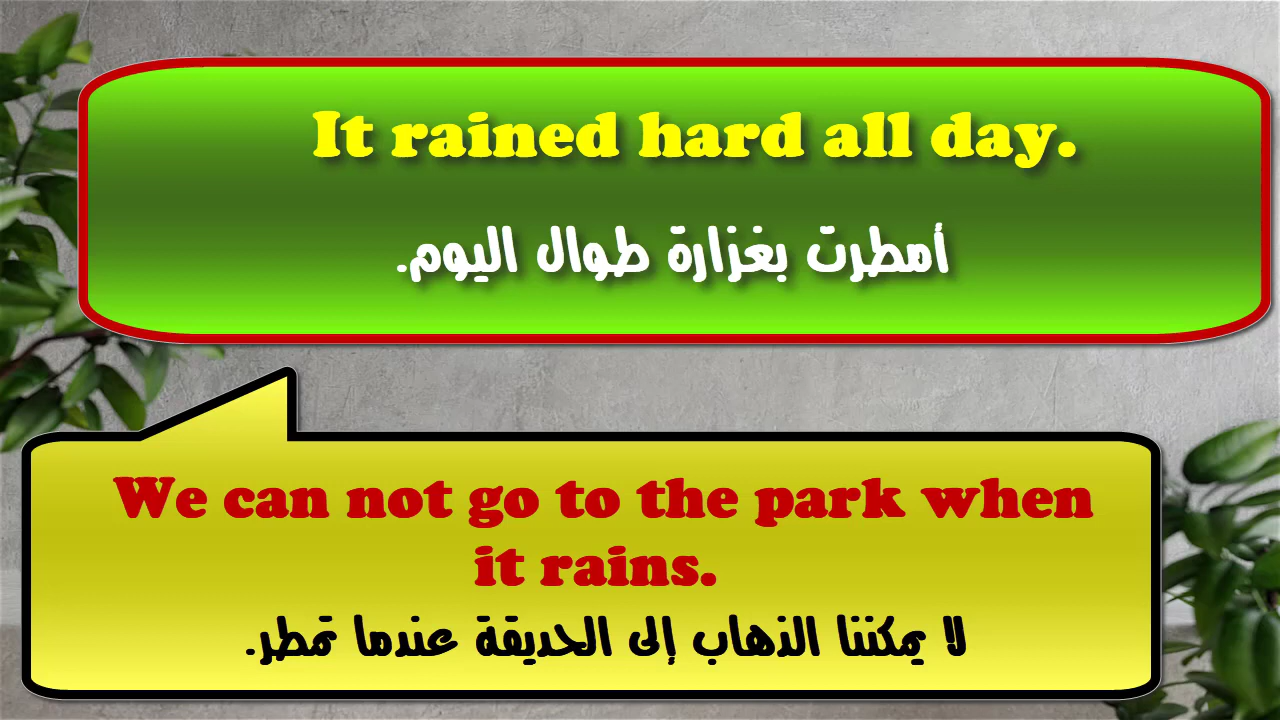 It rained hard all day.
أمطرت بغزارة طوال اليوم.
We can not go to the park when
it rains.
لا يمكننا الذهاب إلى الحديقة عندما تمطر.